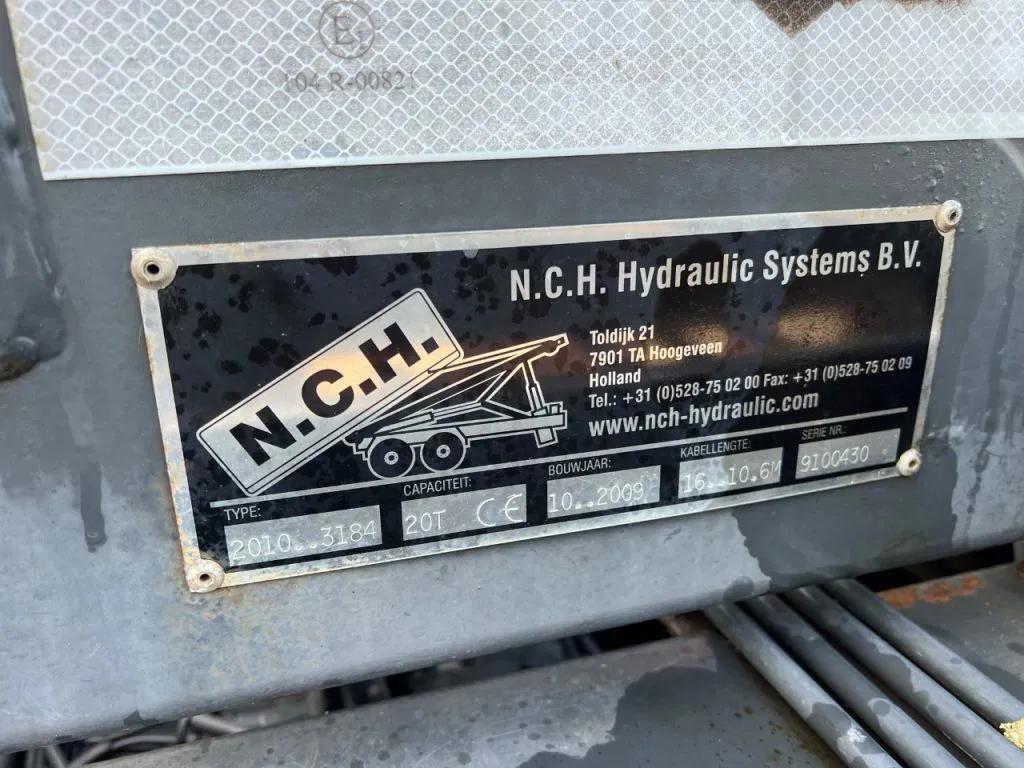 E1
104 R-00821
N.C.H. Hydraulic Systems B.V.
N.C.H.
Toldijk 21
7901 TA Hoogeveen
Holland
Tel.: +31 (0)528-75 02 00 Fax: +31 (0)528-75 02 09
www.nch-hydraulic.com
TYPE: CAPACITEIT: BOUWJAAR: KABELLENGTE: SERIE NR.:
2010..3184 20T CE 10..2009 16..10.6M 9100430